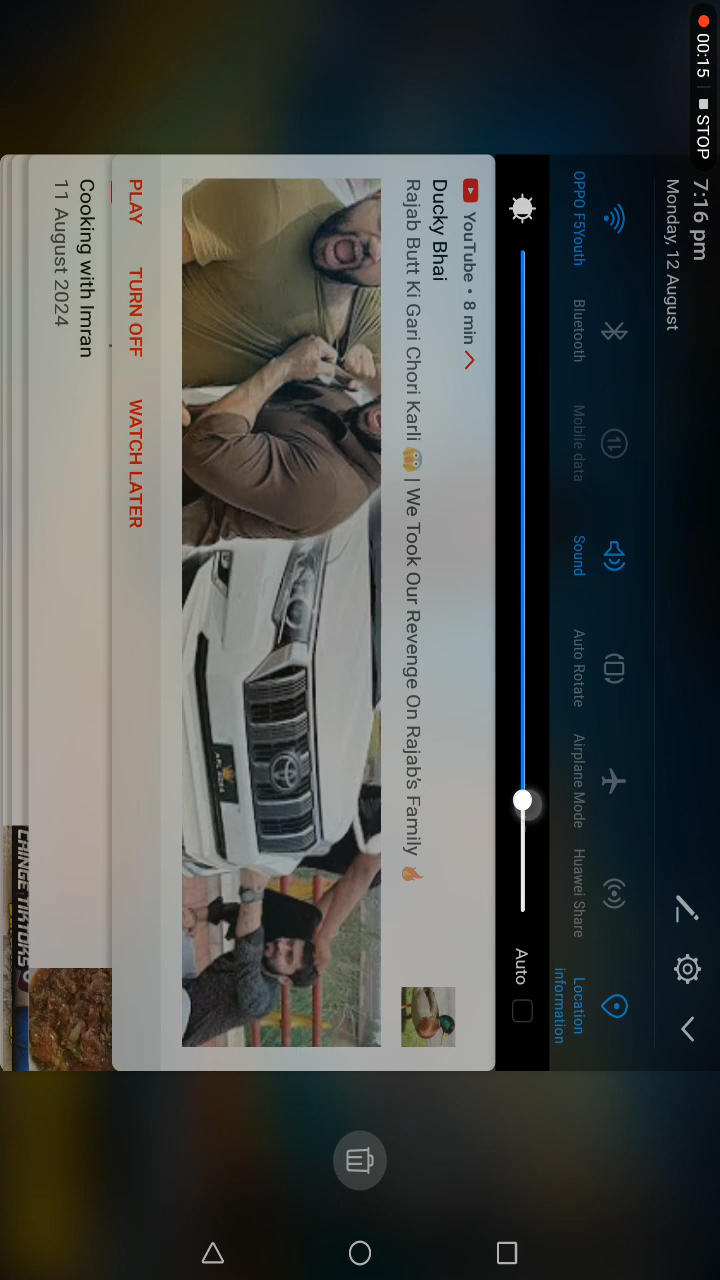 00:15 STOP
7:16 pm
Monday, 12 August
OPPO F5Youth
Bluetooth
Mobile data
Sound
Auto Rotate
Airplane Mode
Huawei Share
Location
information
Auto
YouTube • 8 min
Ducky Bhai
Rajab Butt Ki Gari Chori Karli 😱 | We Took Our Revenge On Rajab's Family 🔥
PLAY TURN OFF WATCH LATER
Cooking with Imran
11 August 2024